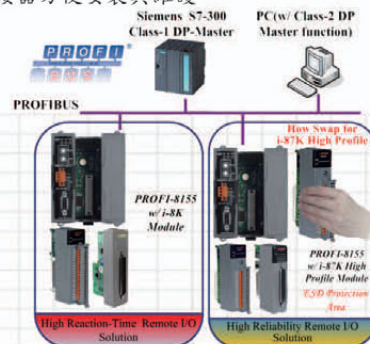 Siemens S7-300
Class-1 DP-Master
PC(w/ Class-2 DP
Master function)
PROFI
BUS
PROFIBUS
How Swap for
i-87K High Profile
PROFI-8155
w/ i-8K
Module
PROFI-8155
w/ i-87K High
Profile Module
ESD Protection
Area
High Reaction-Time Remote I/O
Solution
High Reliability Remote I/O
Solution